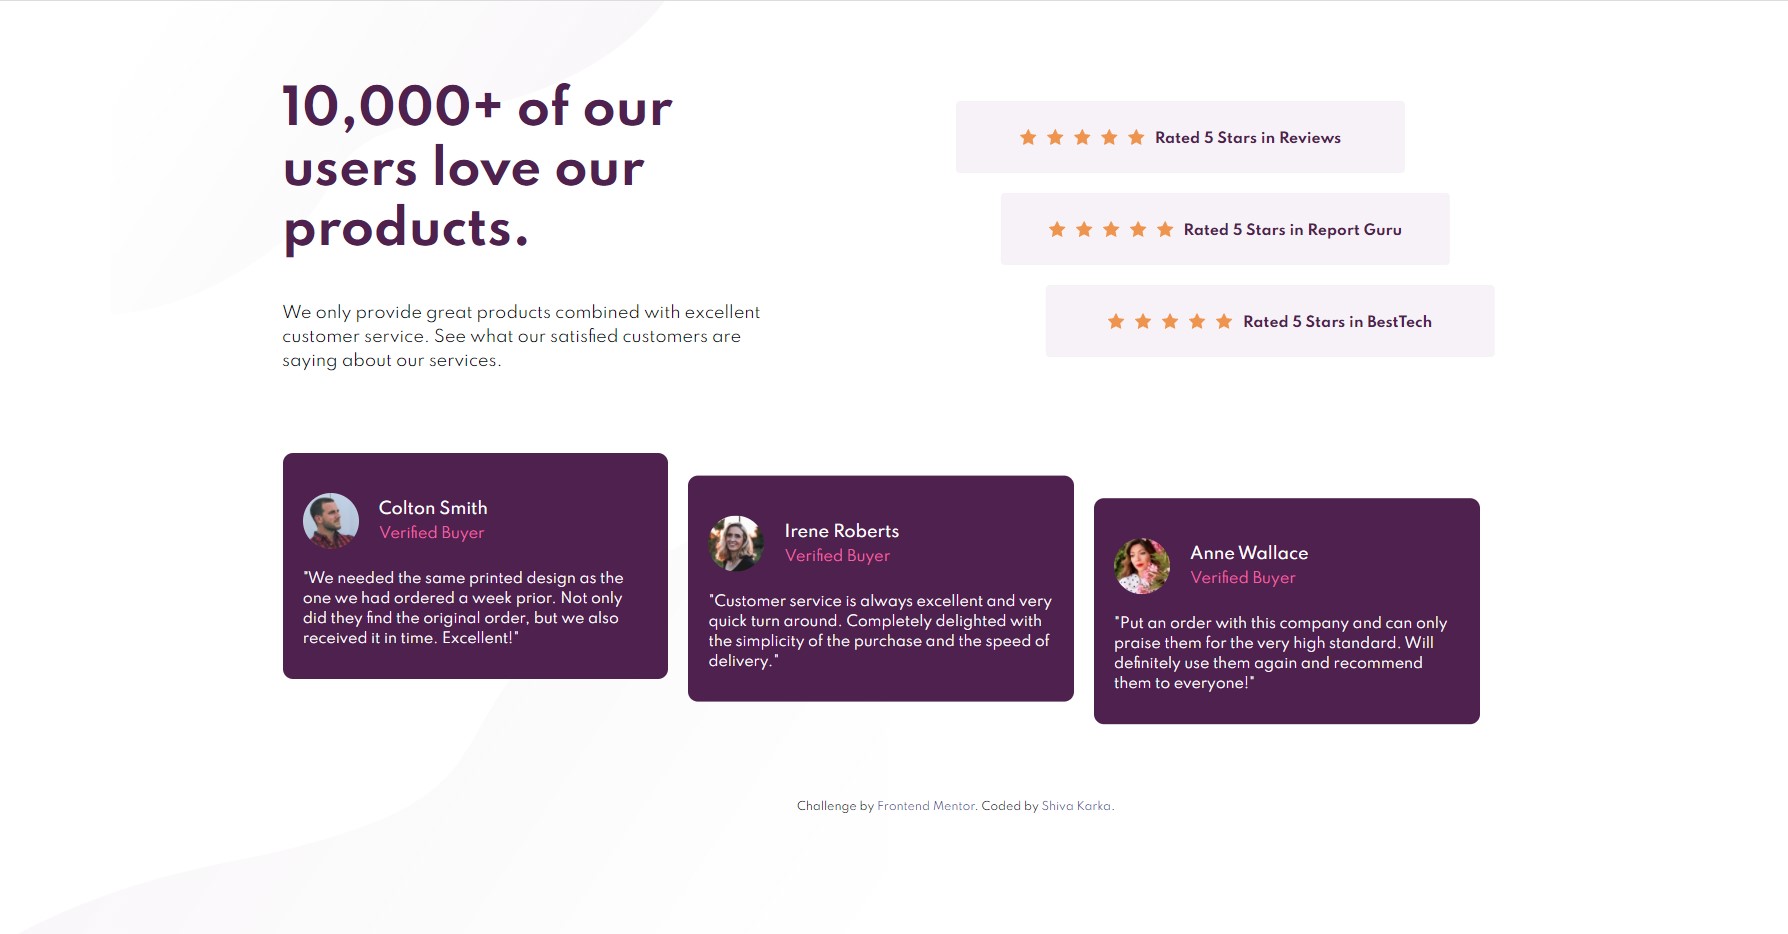 10,000+ of our
users love our
products.
We only provide great products combined with excellent
customer service. See what our satisfied customers are
saying about our services.
Rated 5 Stars in Reviews
Rated 5 Stars in Report Guru
Rated 5 Stars in BestTech
Colton Smith
Verified Buyer
"We needed the same printed design as the
one we had ordered a week prior. Not only
did they find the original order, but we also
received it in time. Excellent!"
Irene Roberts
Verified Buyer
"Customer service is always excellent and very
quick turn around. Completely delighted with
the simplicity of the purchase and the speed of
delivery."
Anne Wallace
Verified Buyer
"Put an order with this company and can only
praise them for the very high standard. Will
definitely use them again and recommend
them to everyone!"
Challenge by Frontend Mentor. Coded by Shiva Karka.